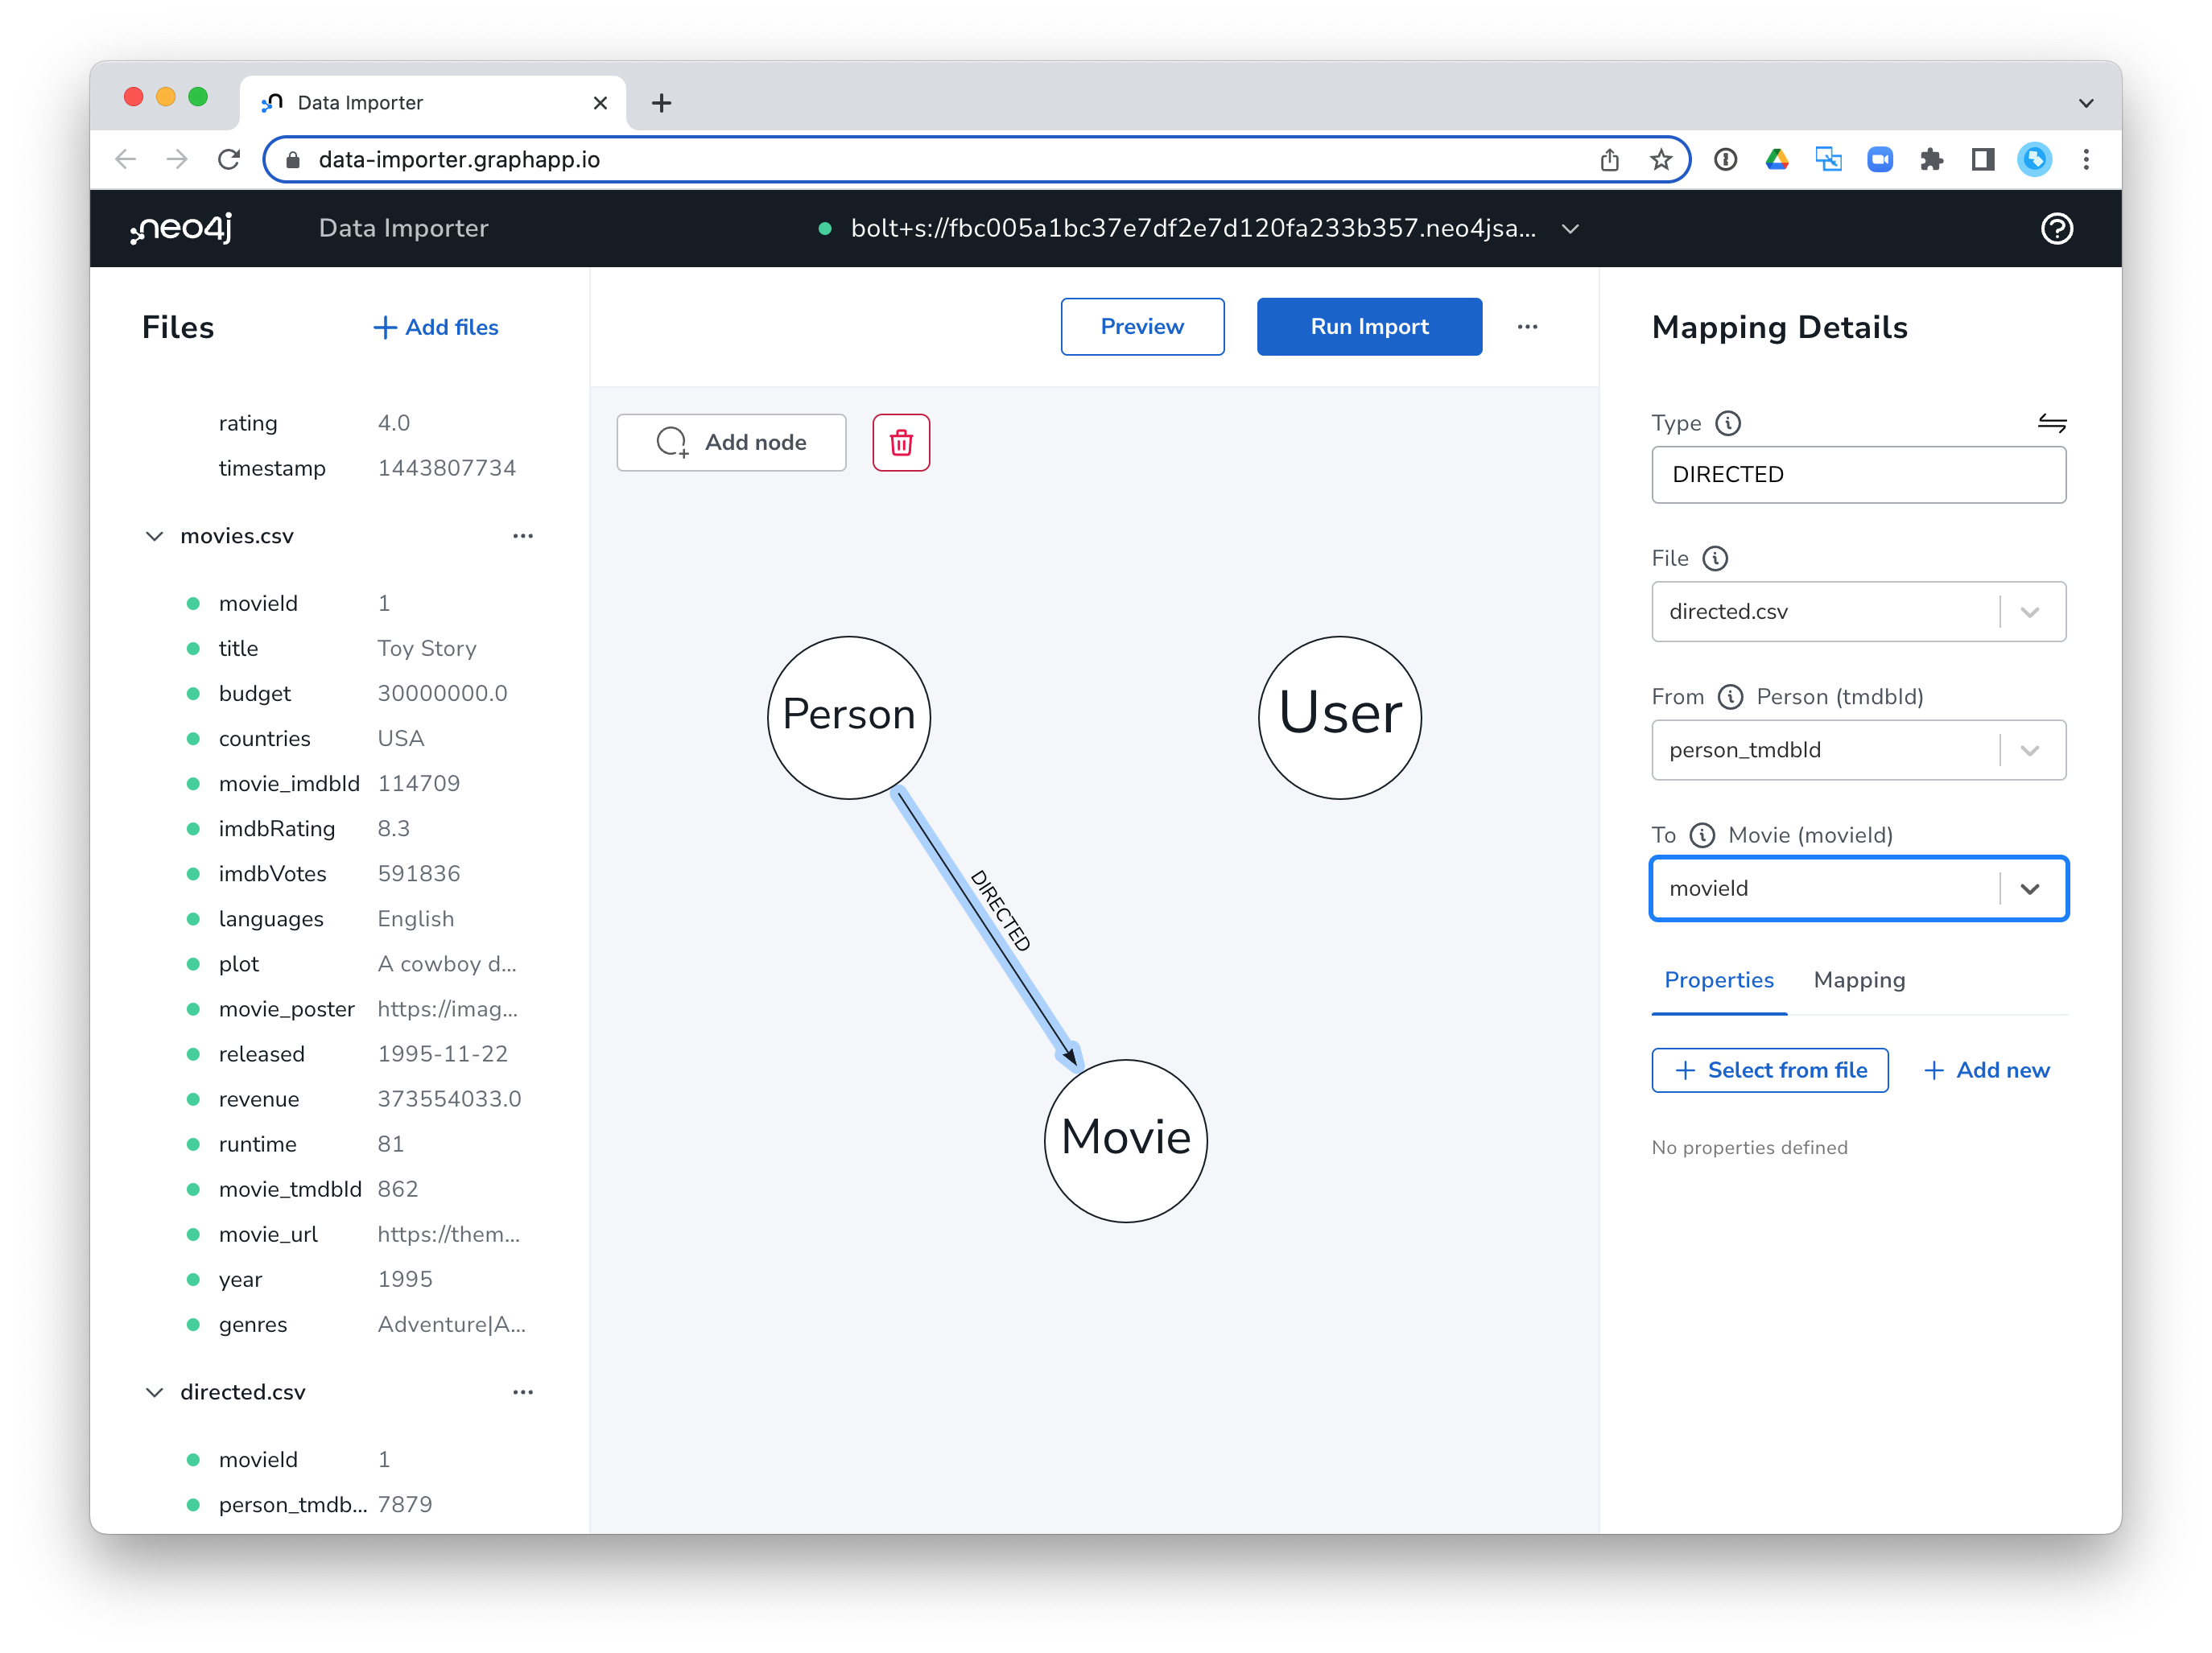 Data Importer
data-importer.graphapp.io
neo4j
Data Importer
bolt+s://fbc005a1bc37e7df2e7d120fa233b357.neo4jsa...
Files
Add files
rating 4.0
timestamp 1443807734
movies.csv
movieId 1
title Toy Story
budget 30000000.0
countries USA
movie_imdbId 114709
imdbRating 8.3
imdbVotes 591836
languages English
plot A cowboy d...
movie_poster https://imag...
released 1995-11-22
revenue 373554033.0
runtime 81
movie_tmdbId 862
movie_url https://them...
year 1995
genres Adventure|A...
directed.csv
movieId 1
person_tmdb... 7879
Preview
Run Import
Add node
Person
User
DIRECTED
Movie
Mapping Details
Type
DIRECTED
File
directed.csv
From Person (tmdbId)
person_tmdbId
To Movie (movieId)
movieId
Properties Mapping
Select from file
Add new
No properties defined